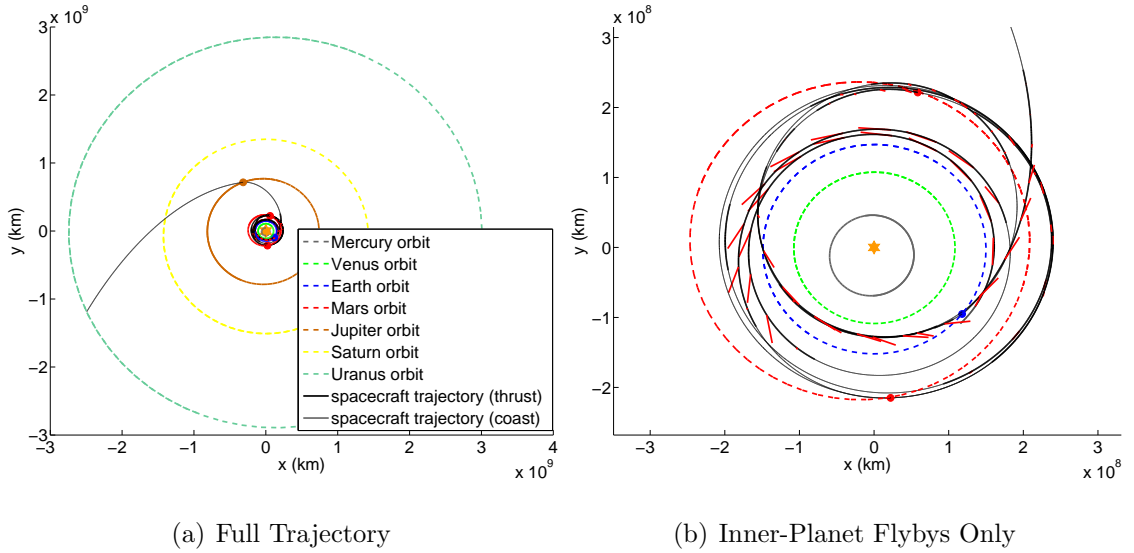 x 10^9
3
2
1
0
−1
−2
−3
y (km)
−3 −2 −1 0 1 2 3 4
x (km)
x 10^9
Mercury orbit
Venus orbit
Earth orbit
Mars orbit
Jupiter orbit
Saturn orbit
Uranus orbit
spacecraft trajectory (thrust)
spacecraft trajectory (coast)
(a) Full Trajectory
x 10^8
3
2
1
0
−1
−2
y (km)
−3 −2 −1 0 1 2 3
x (km)
x 10^8
(b) Inner-Planet Flybys Only